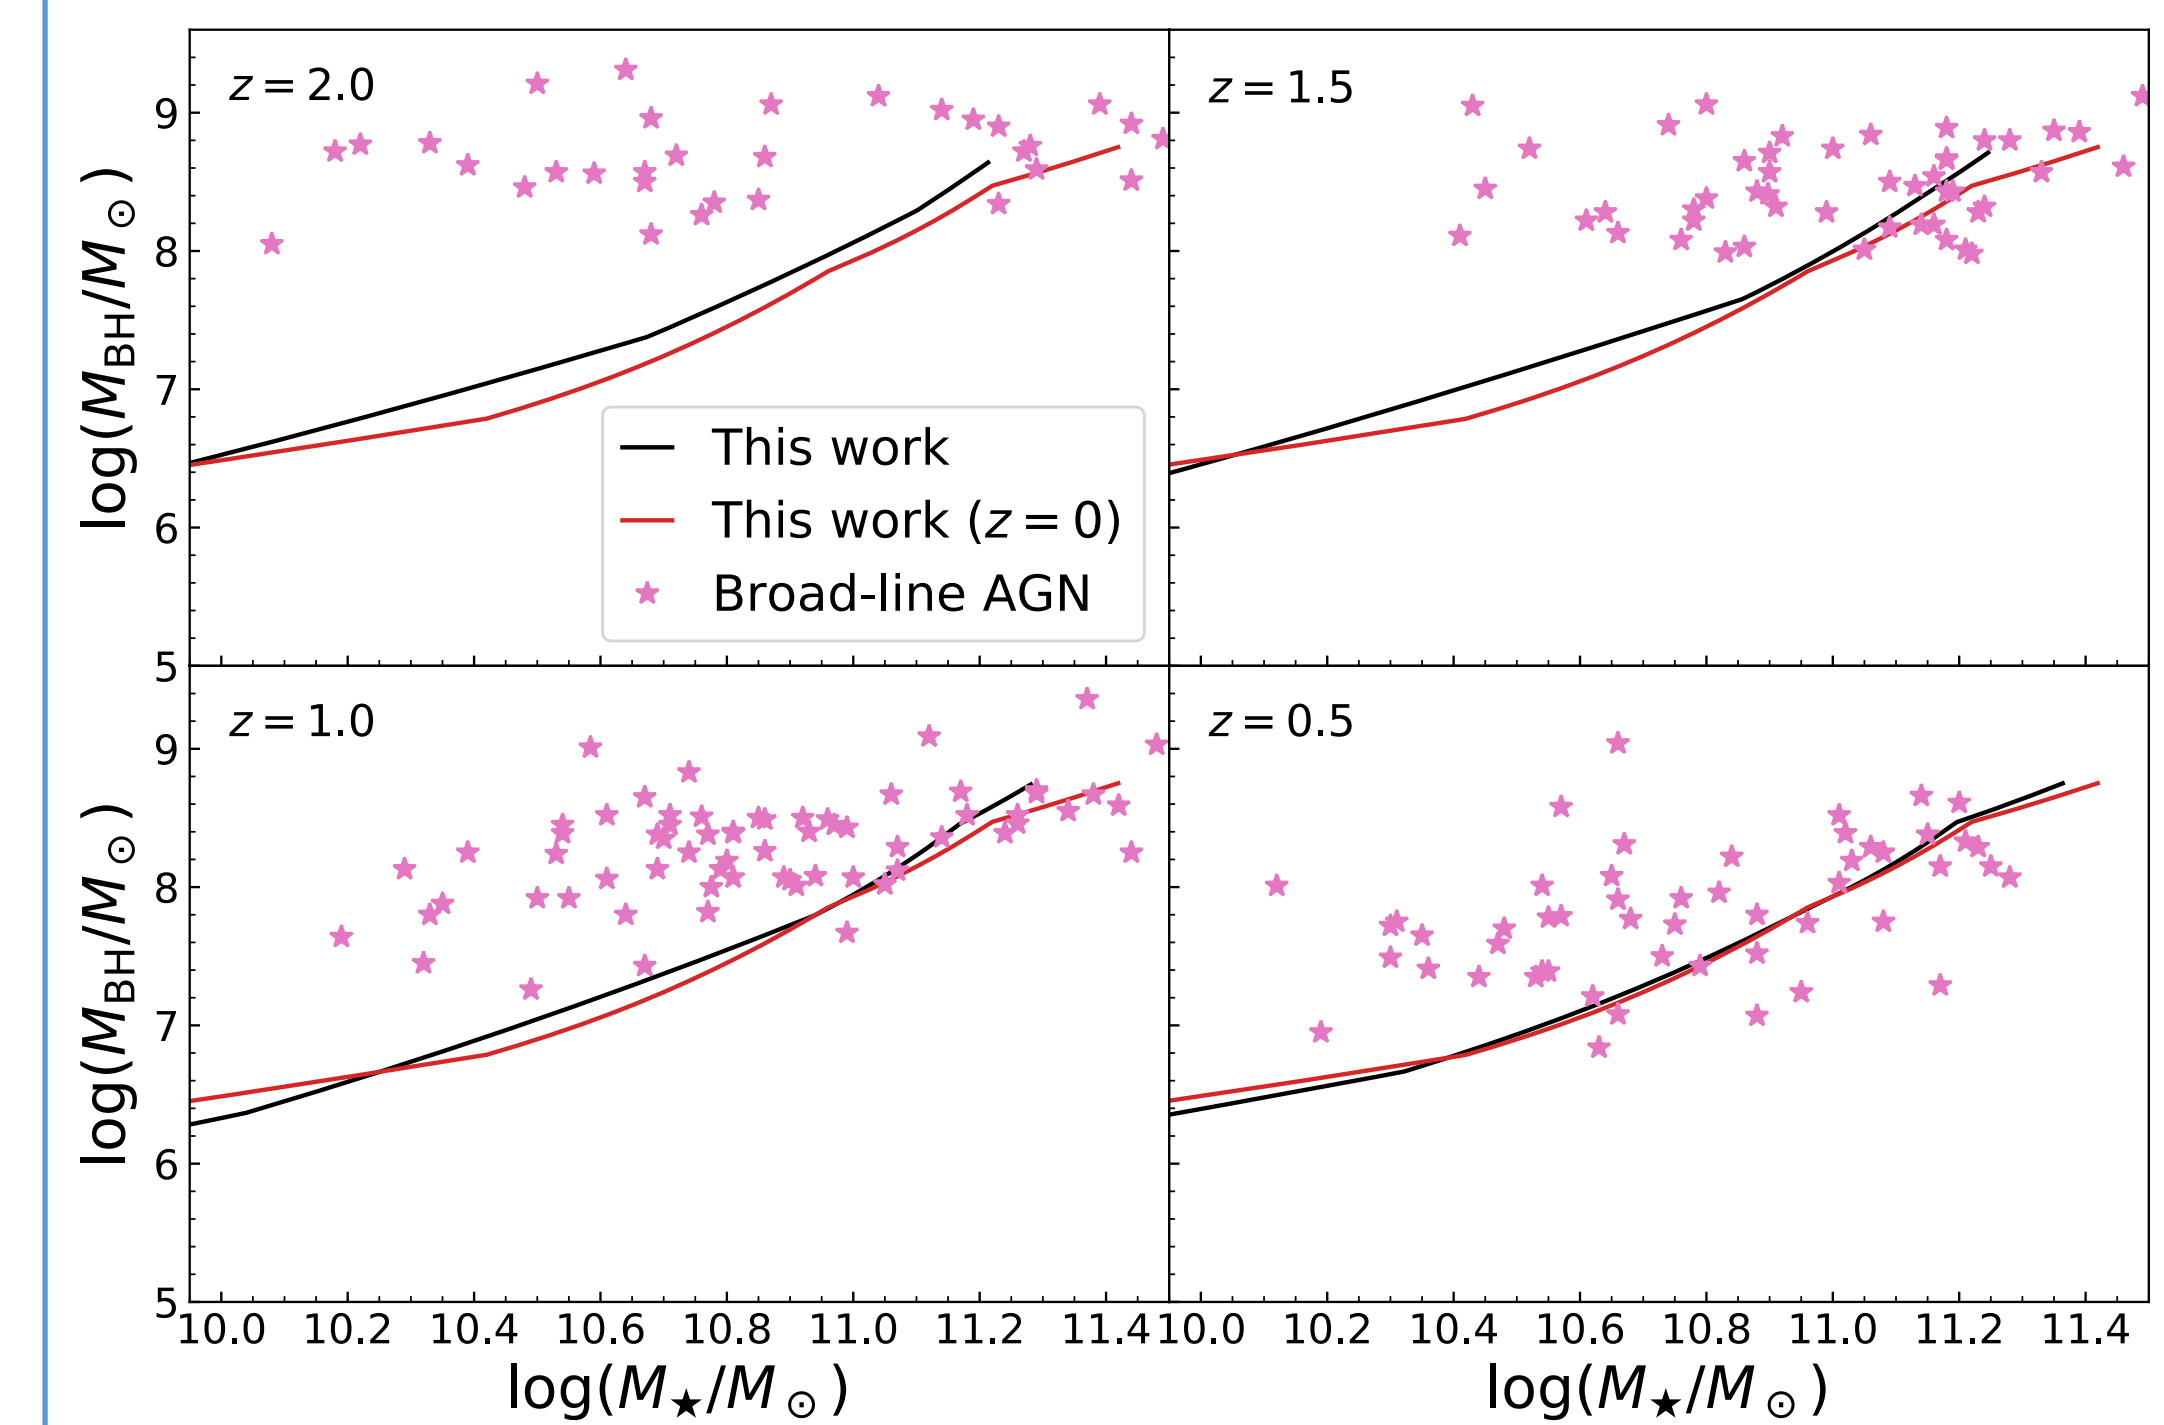 z = 2.0
z = 1.5
9
8
7
6
5
log(M_BH/M_⊙)
This work
This work (z = 0)
Broad-line AGN
z = 1.0
z = 0.5
9
8
7
6
5
log(M_BH/M_⊙)
10.0 10.2 10.4 10.6 10.8 11.0 11.2 11.4
10.0 10.2 10.4 10.6 10.8 11.0 11.2 11.4
log(M_★/M_⊙)
log(M_★/M_⊙)